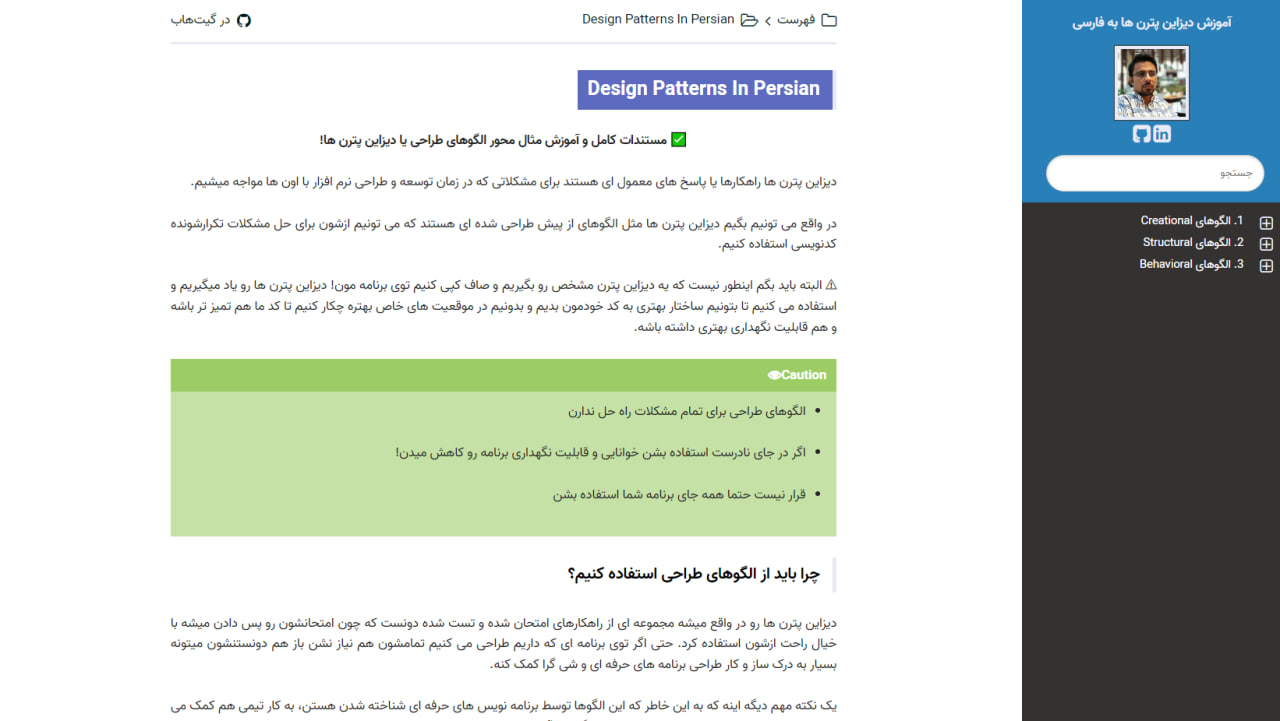 آموزش دیزاین پترن ها به فارسی
جستجو
1. الگوهای Creational
2. الگوهای Structural
3. الگوهای Behavioral
فهرست › Design Patterns In Persian
در گیت‌هاب
Design Patterns In Persian
✅ مستندات کامل و آموزش مثال محور الگوهای طراحی یا دیزاین پترن ها!
دیزاین پترن ها راهکارها یا پاسخ های معمول ای هستند برای مشکلاتی که در زمان توسعه و طراحی نرم افزار با اون ها مواجه میشیم.
در واقع می تونیم بگیم دیزاین پترن ها مثل الگوهای از پیش طراحی شده ای هستند که می تونیم ازشون برای حل مشکلات تکرارشونده
کدنویسی استفاده کنیم.
⚠ البته باید بگم اینطور نیست که یه دیزاین پترن مشخص رو بگیریم و صاف کپی کنیم توی برنامه مون! دیزاین پترن ها رو یاد میگیریم و
استفاده می کنیم تا بتونیم ساختار بهتری به کد خودمون بدیم و بدونیم در موقعیت های خاص بهتره چکار کنیم تا کد ما هم تمیز تر باشه
و هم قابلیت نگهداری بهتری داشته باشه.
Caution
• الگوهای طراحی برای تمام مشکلات راه حل ندارن
• اگر در جای نادرست استفاده بشن خوانایی و قابلیت نگهداری برنامه رو کاهش میدن!
• قرار نیست حتما همه جای برنامه شما استفاده بشن
چرا باید از الگوهای طراحی استفاده کنیم؟
دیزاین پترن ها رو در واقع میشه مجموعه ای از راهکارهای امتحان شده و تست شده دونست که چون امتحانشون رو پس دادن میشه با
خیال راحت ازشون استفاده کرد. حتی اگر توی برنامه ای که داریم طراحی می کنیم تمامشون هم نیاز نشن باز هم دونستنشون میتونه
بسیار به درک ساز و کار طراحی برنامه های حرفه ای و شی گرا کمک کنه.
یک نکته مهم دیگه اینه که به این خاطر که این الگوها توسط برنامه نویس های حرفه ای شناخته شدن هستن، به کار تیمی هم کمک می